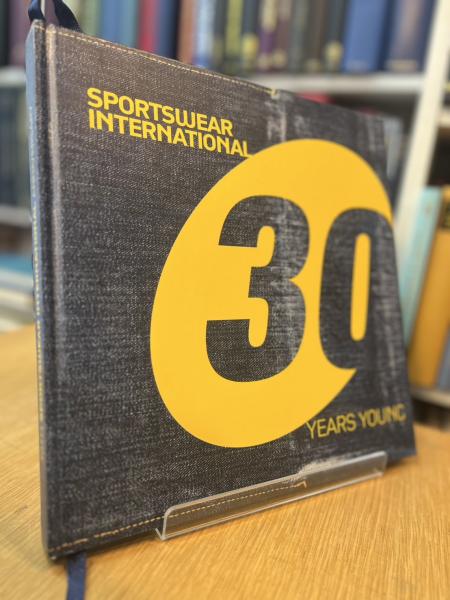 SPORTSWEAR
INTERNATIONAL
30
YEARS YOUNG